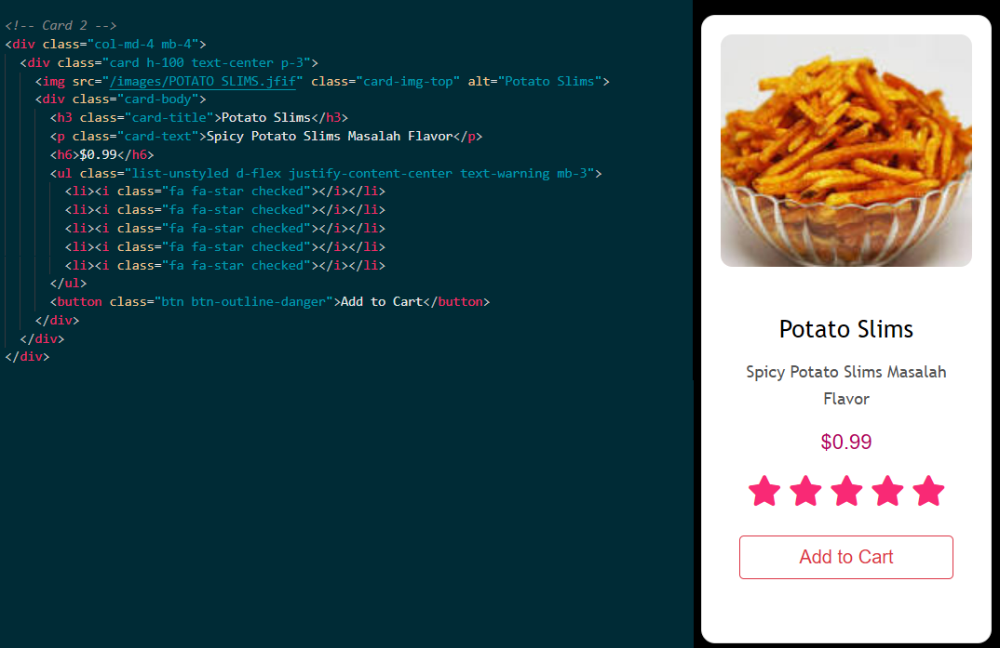 <!-- Card 2 -->
<div class="col-md-4 mb-4">
<div class="card h-100 text-center p-3">
<img src="/images/POTATO SLIMS.jfif" class="card-img-top" alt="Potato Slims">
<div class="card-body">
<h3 class="card-title">Potato Slims</h3>
<p class="card-text">Spicy Potato Slims Masalah Flavor</p>
<h6>$0.99</h6>
<ul class="list-unstyled d-flex justify-content-center text-warning mb-3">
<li><i class="fa fa-star checked"></i></li>
<li><i class="fa fa-star checked"></i></li>
<li><i class="fa fa-star checked"></i></li>
<li><i class="fa fa-star checked"></i></li>
<li><i class="fa fa-star checked"></i></li>
</ul>
<button class="btn btn-outline-danger">Add to Cart</button>
</div>
</div>
</div>
Potato Slims
Spicy Potato Slims Masalah
Flavor
$0.99
Add to Cart